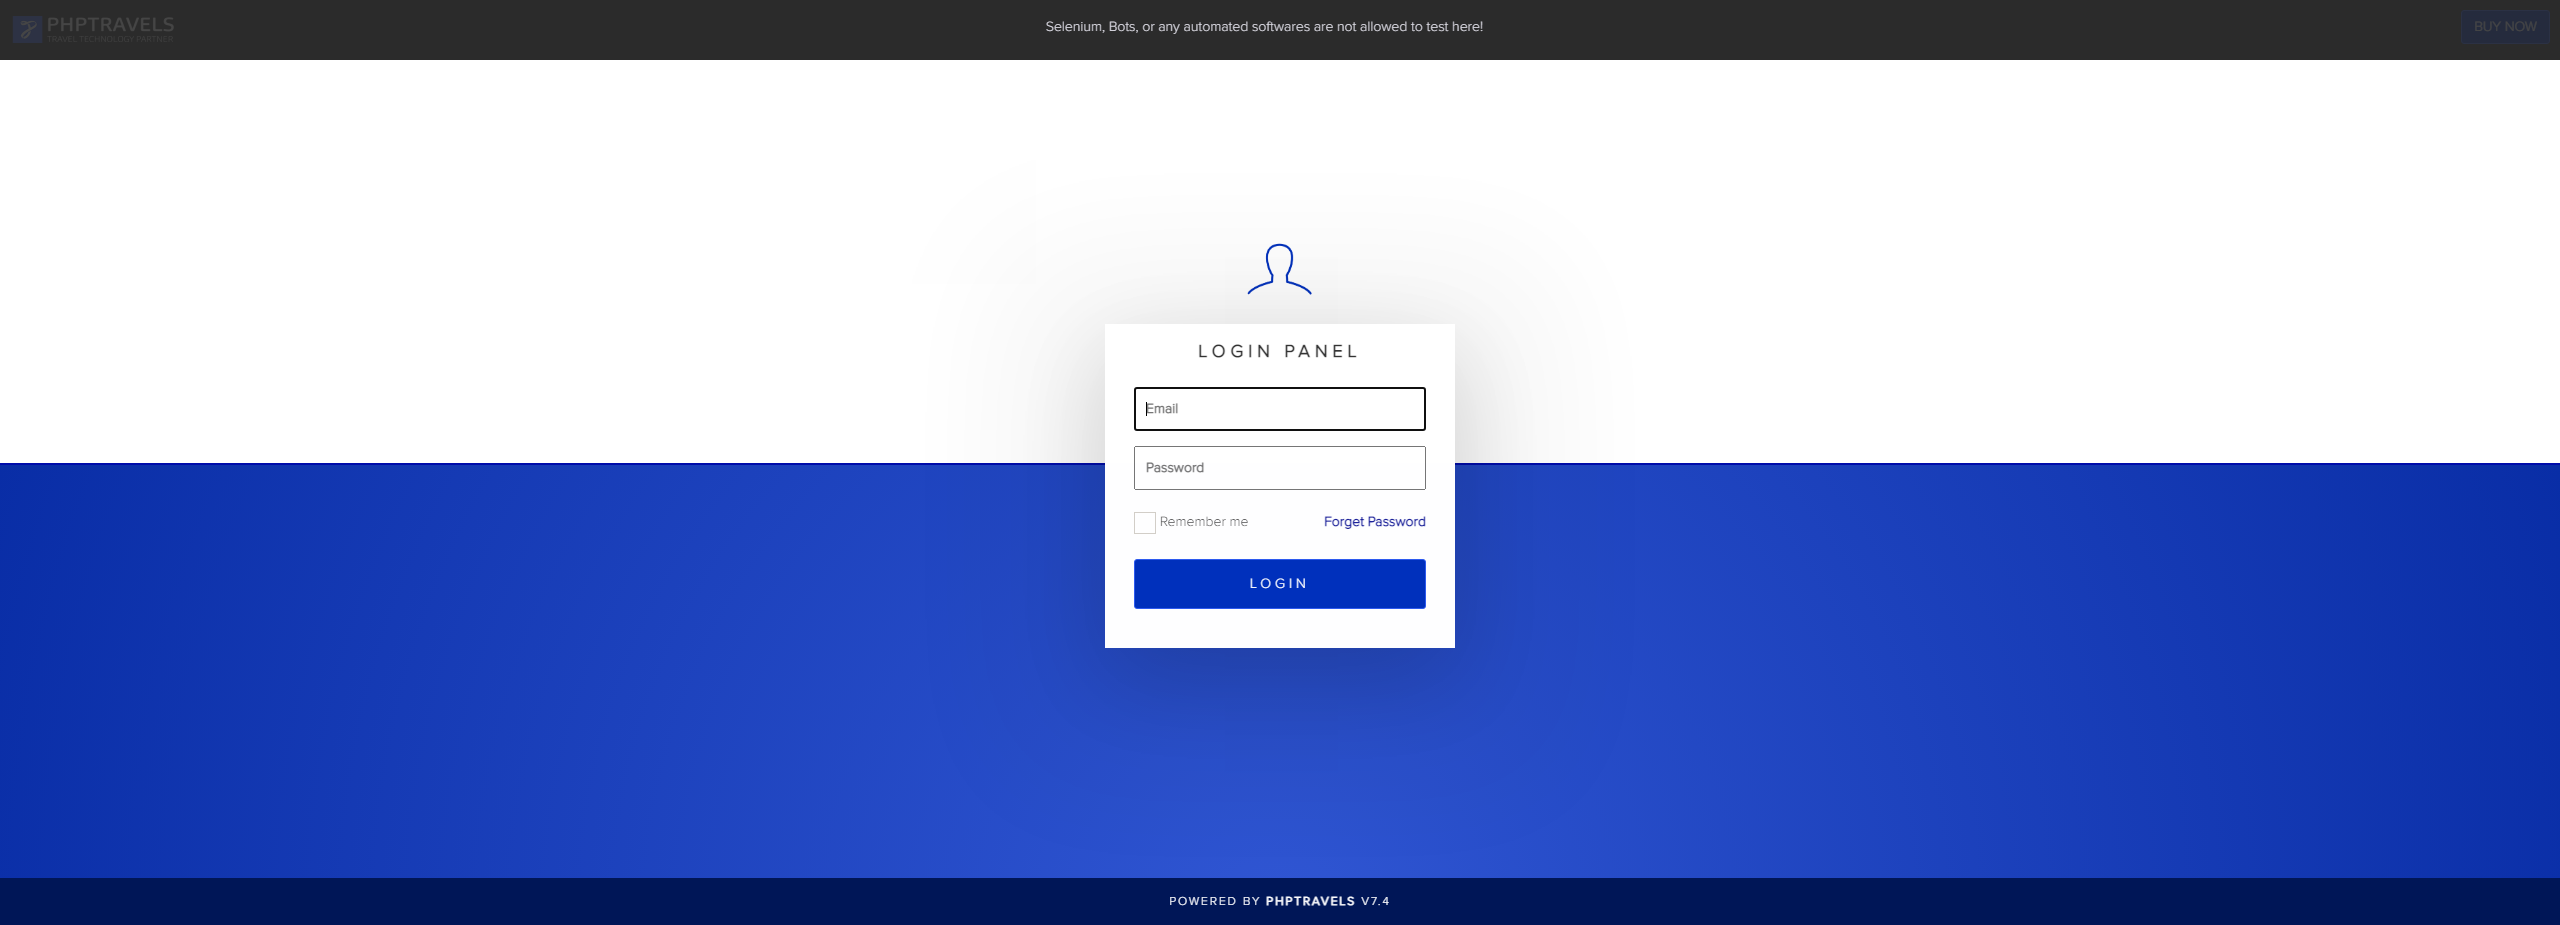 PHPTRAVELS
TRAVEL TECHNOLOGY PARTNER
Selenium, Bots, or any automated softwares are not allowed to test here!
BUY NOW
LOGIN PANEL
Email
Password
Remember me
Forget Password
LOGIN
POWERED BY PHPTRAVELS V7.4